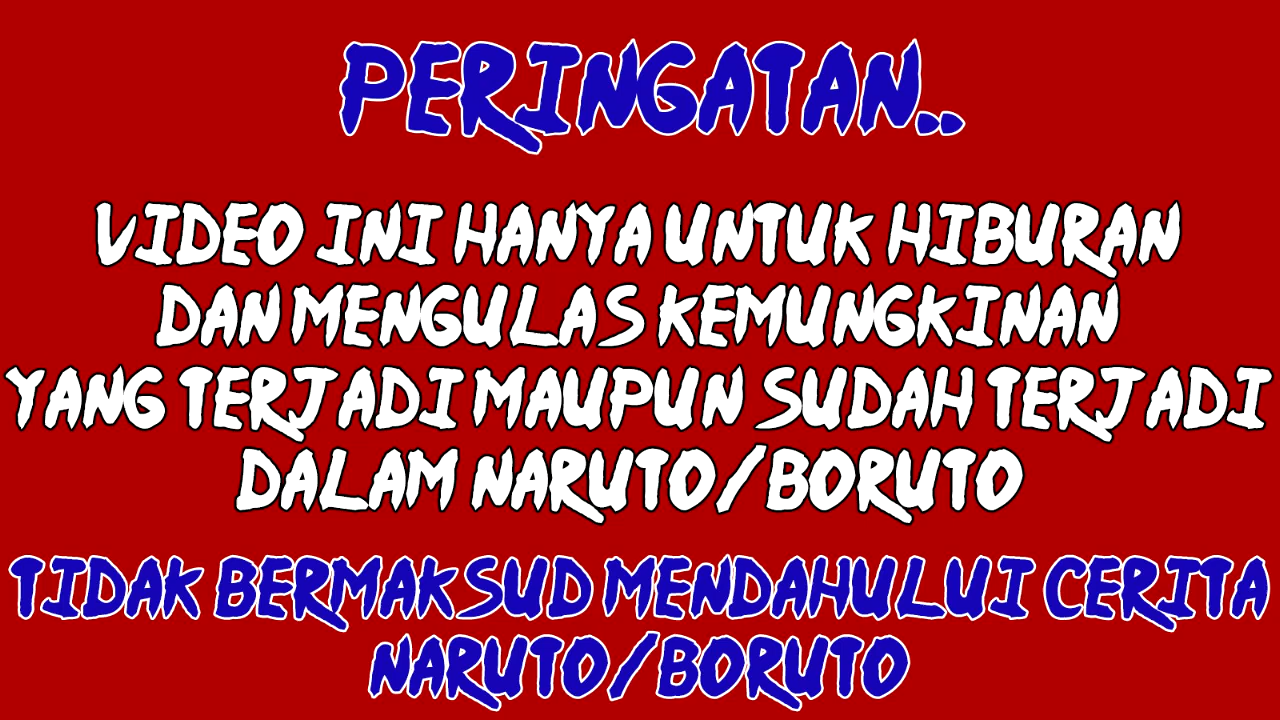 PERINGATAN..
VIDEO INI HANYA UNTUK HIBURAN
DAN MENGULAS KEMUNGKINAN
YANG TERJADI MAUPUN SUDAH TERJADI
DALAM NARUTO/BORUTO
TIDAK BERMAKSUD MENDAHULUI CERITA
NARUTO/BORUTO